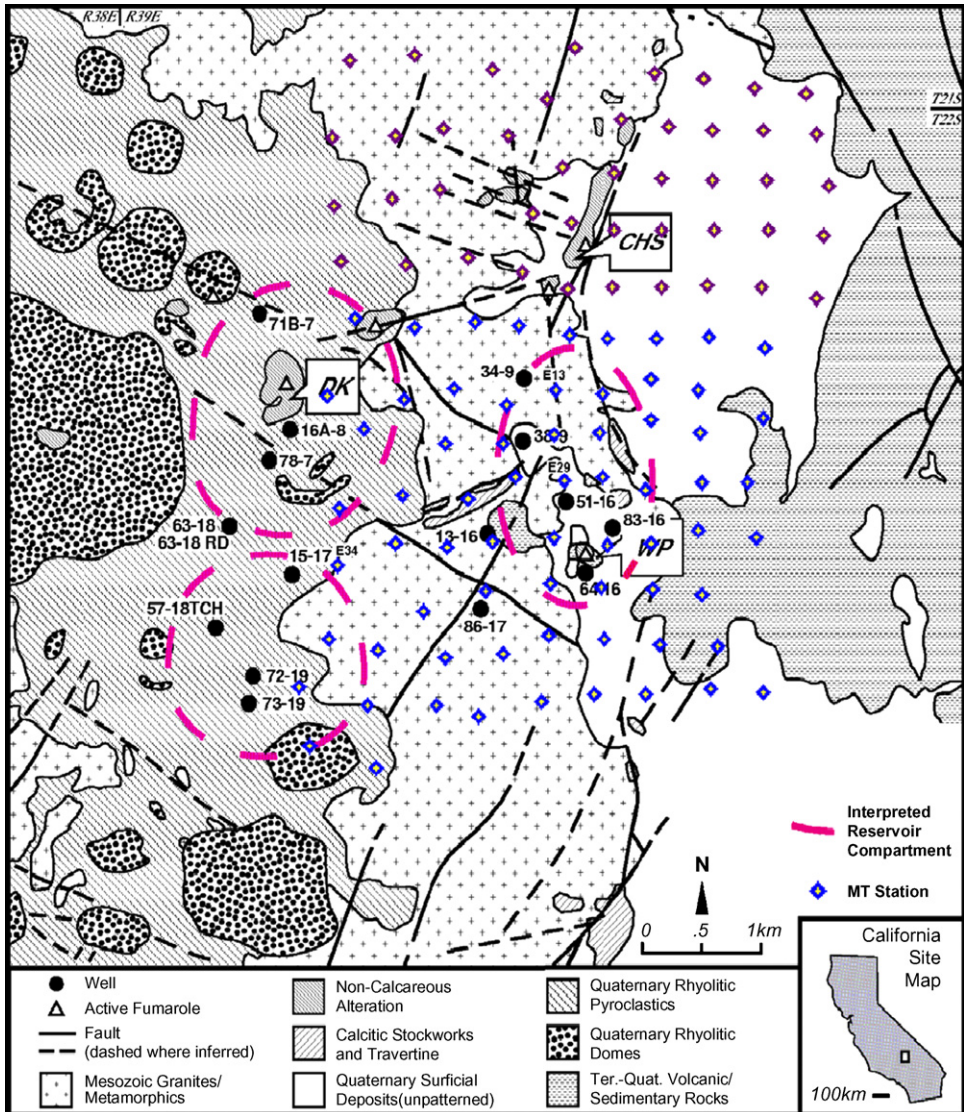 R38E R39E
T21S
T22S
CHS
71B-7
34-9
E13
DK
16A-8
38-9
78-7
E29
51-16
63-18
63-18 RD
13-16
83-16
15-17
E34
WP
64-16
57-18TCH
86-17
72-19
73-19
Interpreted
Reservoir
Compartment
N
MT Station
0 .5 1km
California
Site
Map
100km
Well
Active Fumarole
Fault
(dashed where inferred)
Mesozoic Granites/
Metamorphics
Non-Calcareous
Alteration
Calcitic Stockworks
and Travertine
Quaternary Surficial
Deposits(unpatterned)
Quaternary Rhyolitic
Pyroclastics
Quaternary Rhyolitic
Domes
Ter.-Quat. Volcanic/
Sedimentary Rocks